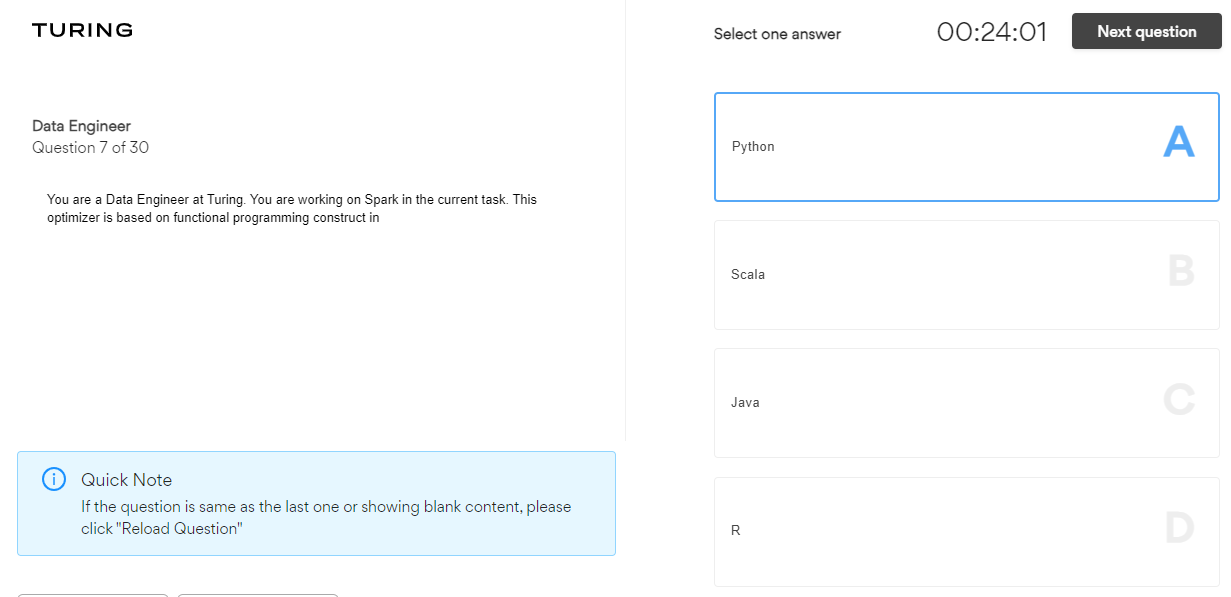 TURING
Data Engineer
Question 7 of 30
You are a Data Engineer at Turing. You are working on Spark in the current task. This
optimizer is based on functional programming construct in
Quick Note
If the question is same as the last one or showing blank content, please
click "Reload Question"
Select one answer
00:24:01
Next question
Python
A
Scala
B
Java
C
R
D